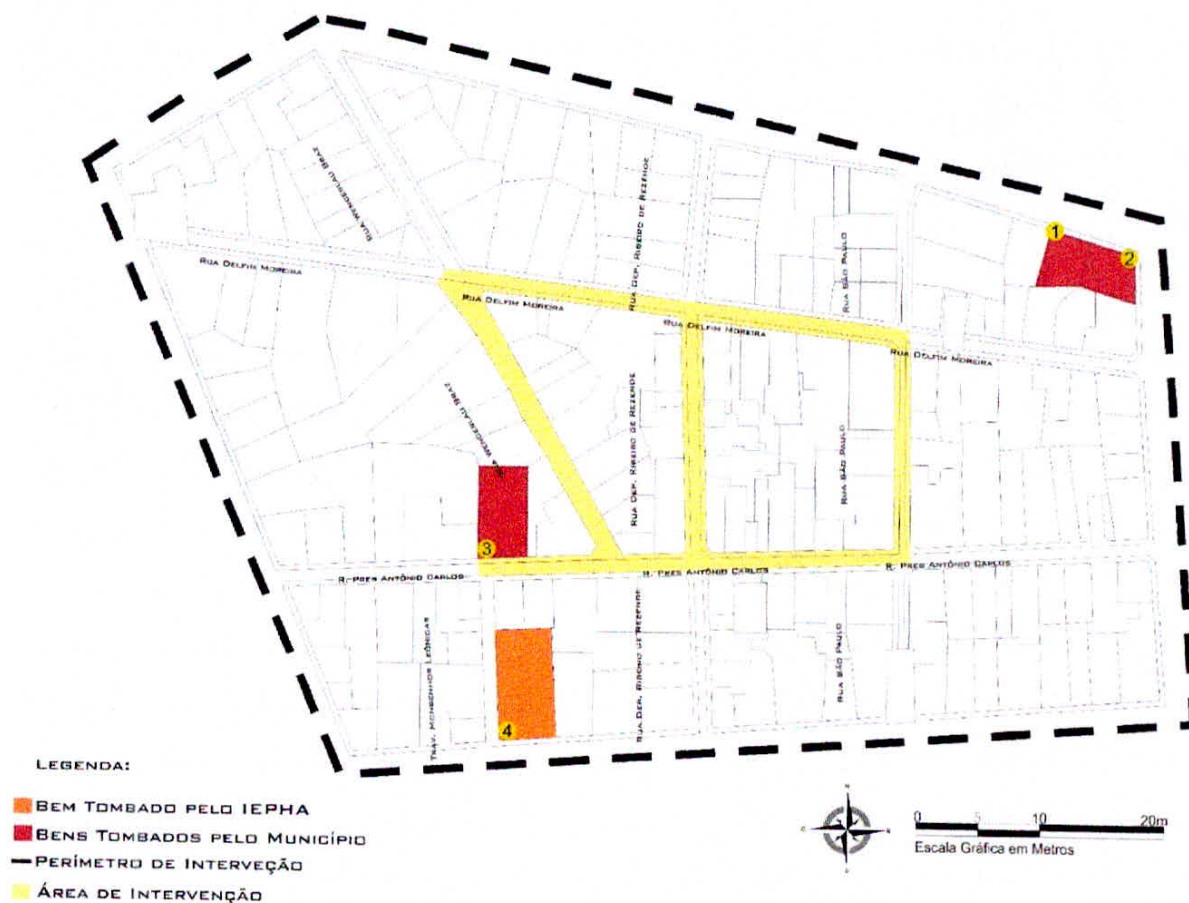 RUA WENCERLAU BRAZ
RUA DEP. RIBEIRO DE REZENDE
RUA SÃO PAULO
1
2
RUA DELFIM MOREIRA
RUA DELFIM MOREIRA
RUA DELFIM MOREIRA
RUA DELFIM MOREIRA
RUA WENCERLAU BRAZ
RUA DEP. RIBEIRO DE REZENDE
RUA SÃO PAULO
3
R. PRES ANTÔNIO CARLOS
R. PRES ANTÔNIO CARLOS
R. PRES ANTÔNIO CARLOS
TRAV. MONSENHOR LEÔNIDAS
RUA DEP. RIBEIRO DE REZENDE
RUA SÃO PAULO
4
LEGENDA:
BEM TOMBADO PELO IEPHA
BENS TOMBADOS PELO MUNICÍPIO
PERÍMETRO DE INTERVEÇÃO
ÁREA DE INTERVENÇÃO
N
0 5 10 20m
Escala Gráfica em Metros